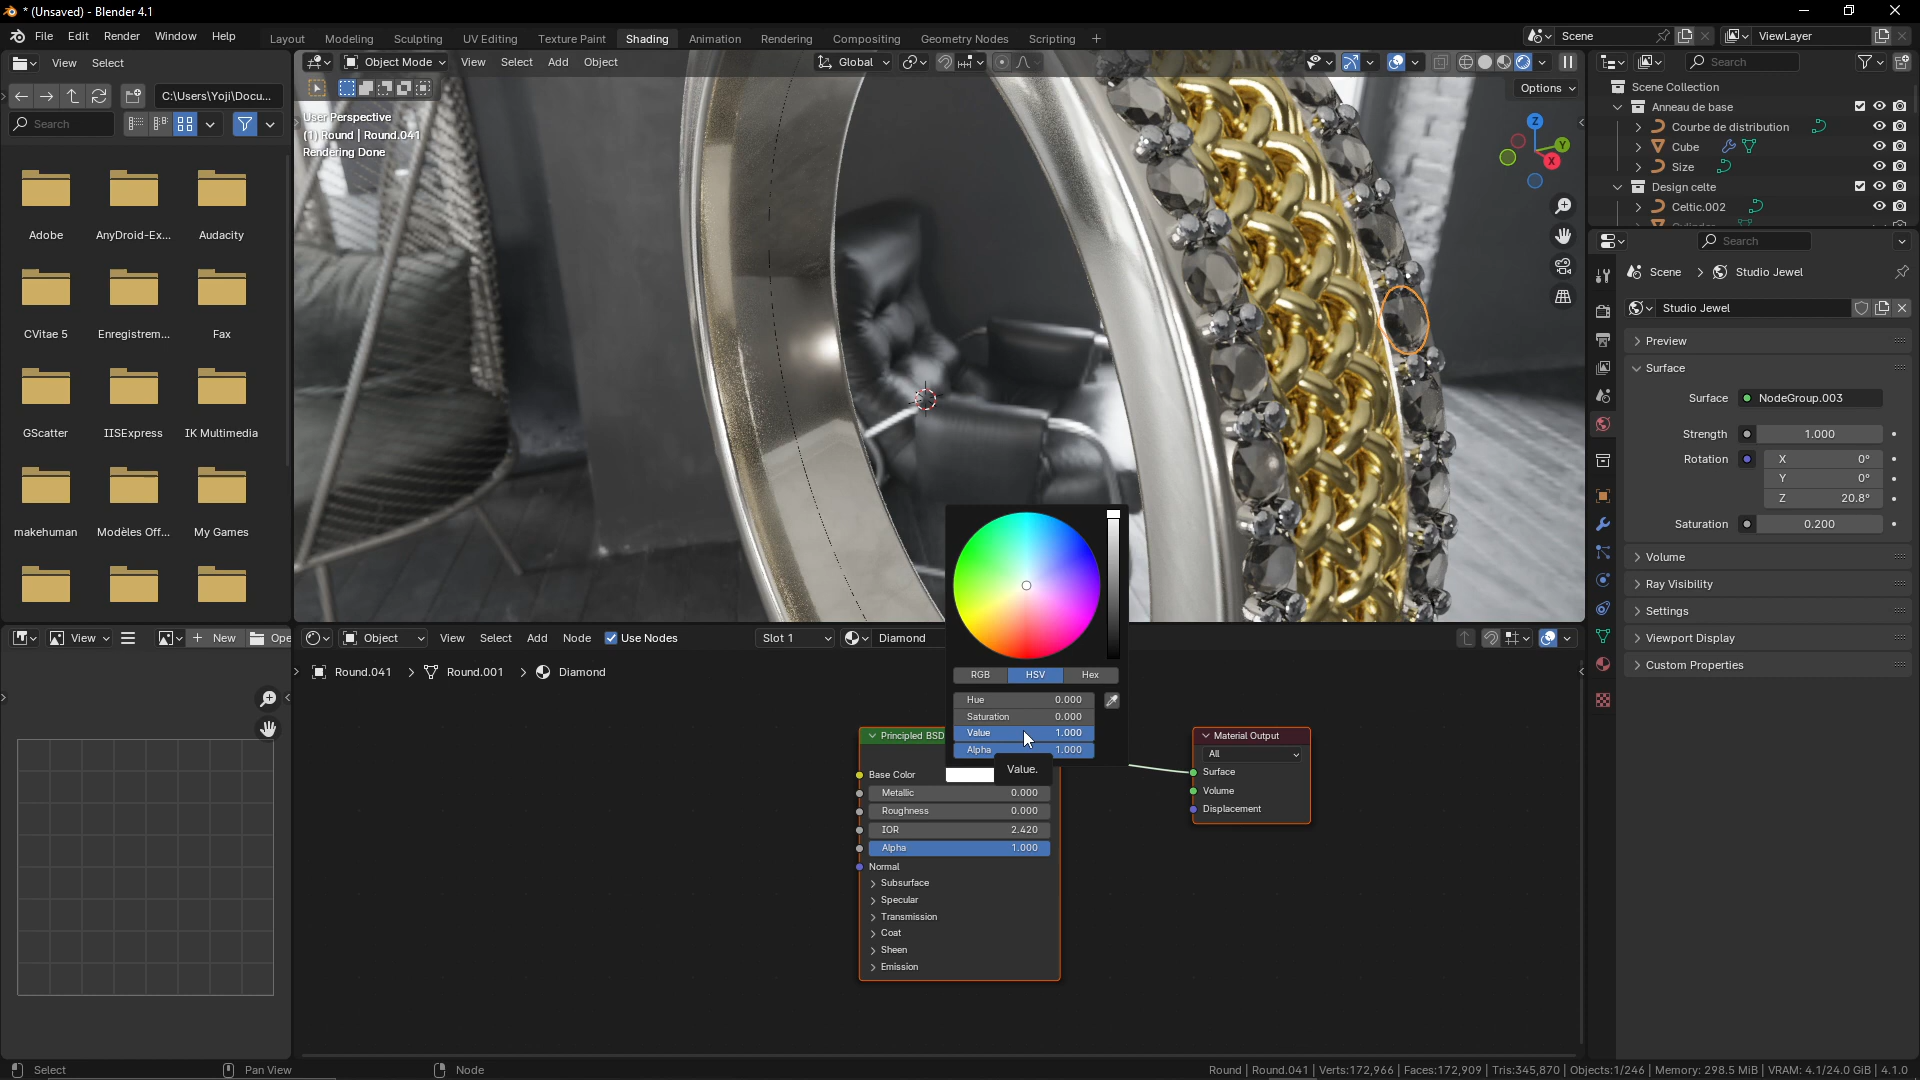 * (Unsaved) - Blender 4.1
File Edit Render Window Help
Layout Modeling Sculpting UV Editing Texture Paint Shading Animation Rendering Compositing Geometry Nodes Scripting +
Scene
ViewLayer
View Select
C:\Users\Yoji\Docu...
Search
Adobe
AnyDroid-Ex...
Audacity
CVitae 5
Enregistrem...
Fax
GScatter
IISExpress
IK Multimedia
makehuman
Modèles Off...
My Games
Object Mode View Select Add Object
Global
Options
User Perspective
(1) Round | Round.041
Rendering Done
Z
Y
X
Search
Scene Collection
Anneau de base
Courbe de distribution
Cube
Size
Design celte
Celtic.002
Search
Scene > Studio Jewel
Studio Jewel
Preview
Surface
Surface NodeGroup.003
Strength 1.000
Rotation X 0°
Y 0°
Z 20.8°
Saturation 0.200
Volume
Ray Visibility
Settings
Viewport Display
Custom Properties
View
+ New
Ope
Object View Select Add Node Use Nodes
Slot 1
Diamond
Round.041 > Round.001 > Diamond
RGB HSV Hex
Hue 0.000
Saturation 0.000
Value 1.000
Alpha 1.000
Value.
Principled BSD
Base Color
Metallic 0.000
Roughness 0.000
IOR 2.420
Alpha 1.000
Normal
Subsurface
Specular
Transmission
Coat
Sheen
Emission
Material Output
All
Surface
Volume
Displacement
Select
Pan View
Node
Round | Round.041 | Verts:172,966 | Faces:172,909 | Tris:345,870 | Objects:1/246 | Memory: 298.5 MiB | VRAM: 4.1/24.0 GiB | 4.1.0